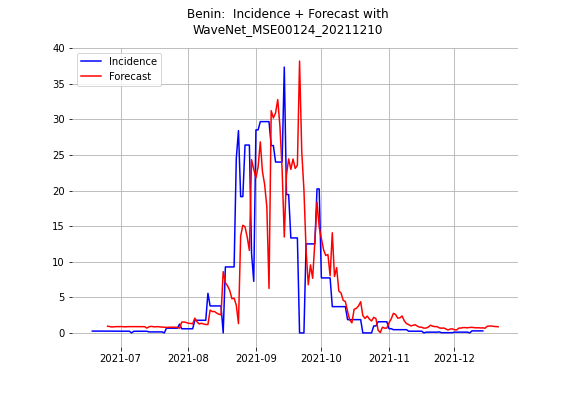 Benin:  Incidence + Forecast with
WaveNet_MSE00124_20211210
Incidence
Forecast
40
35
30
25
20
15
10
5
0
2021-07 2021-08 2021-09 2021-10 2021-11 2021-12